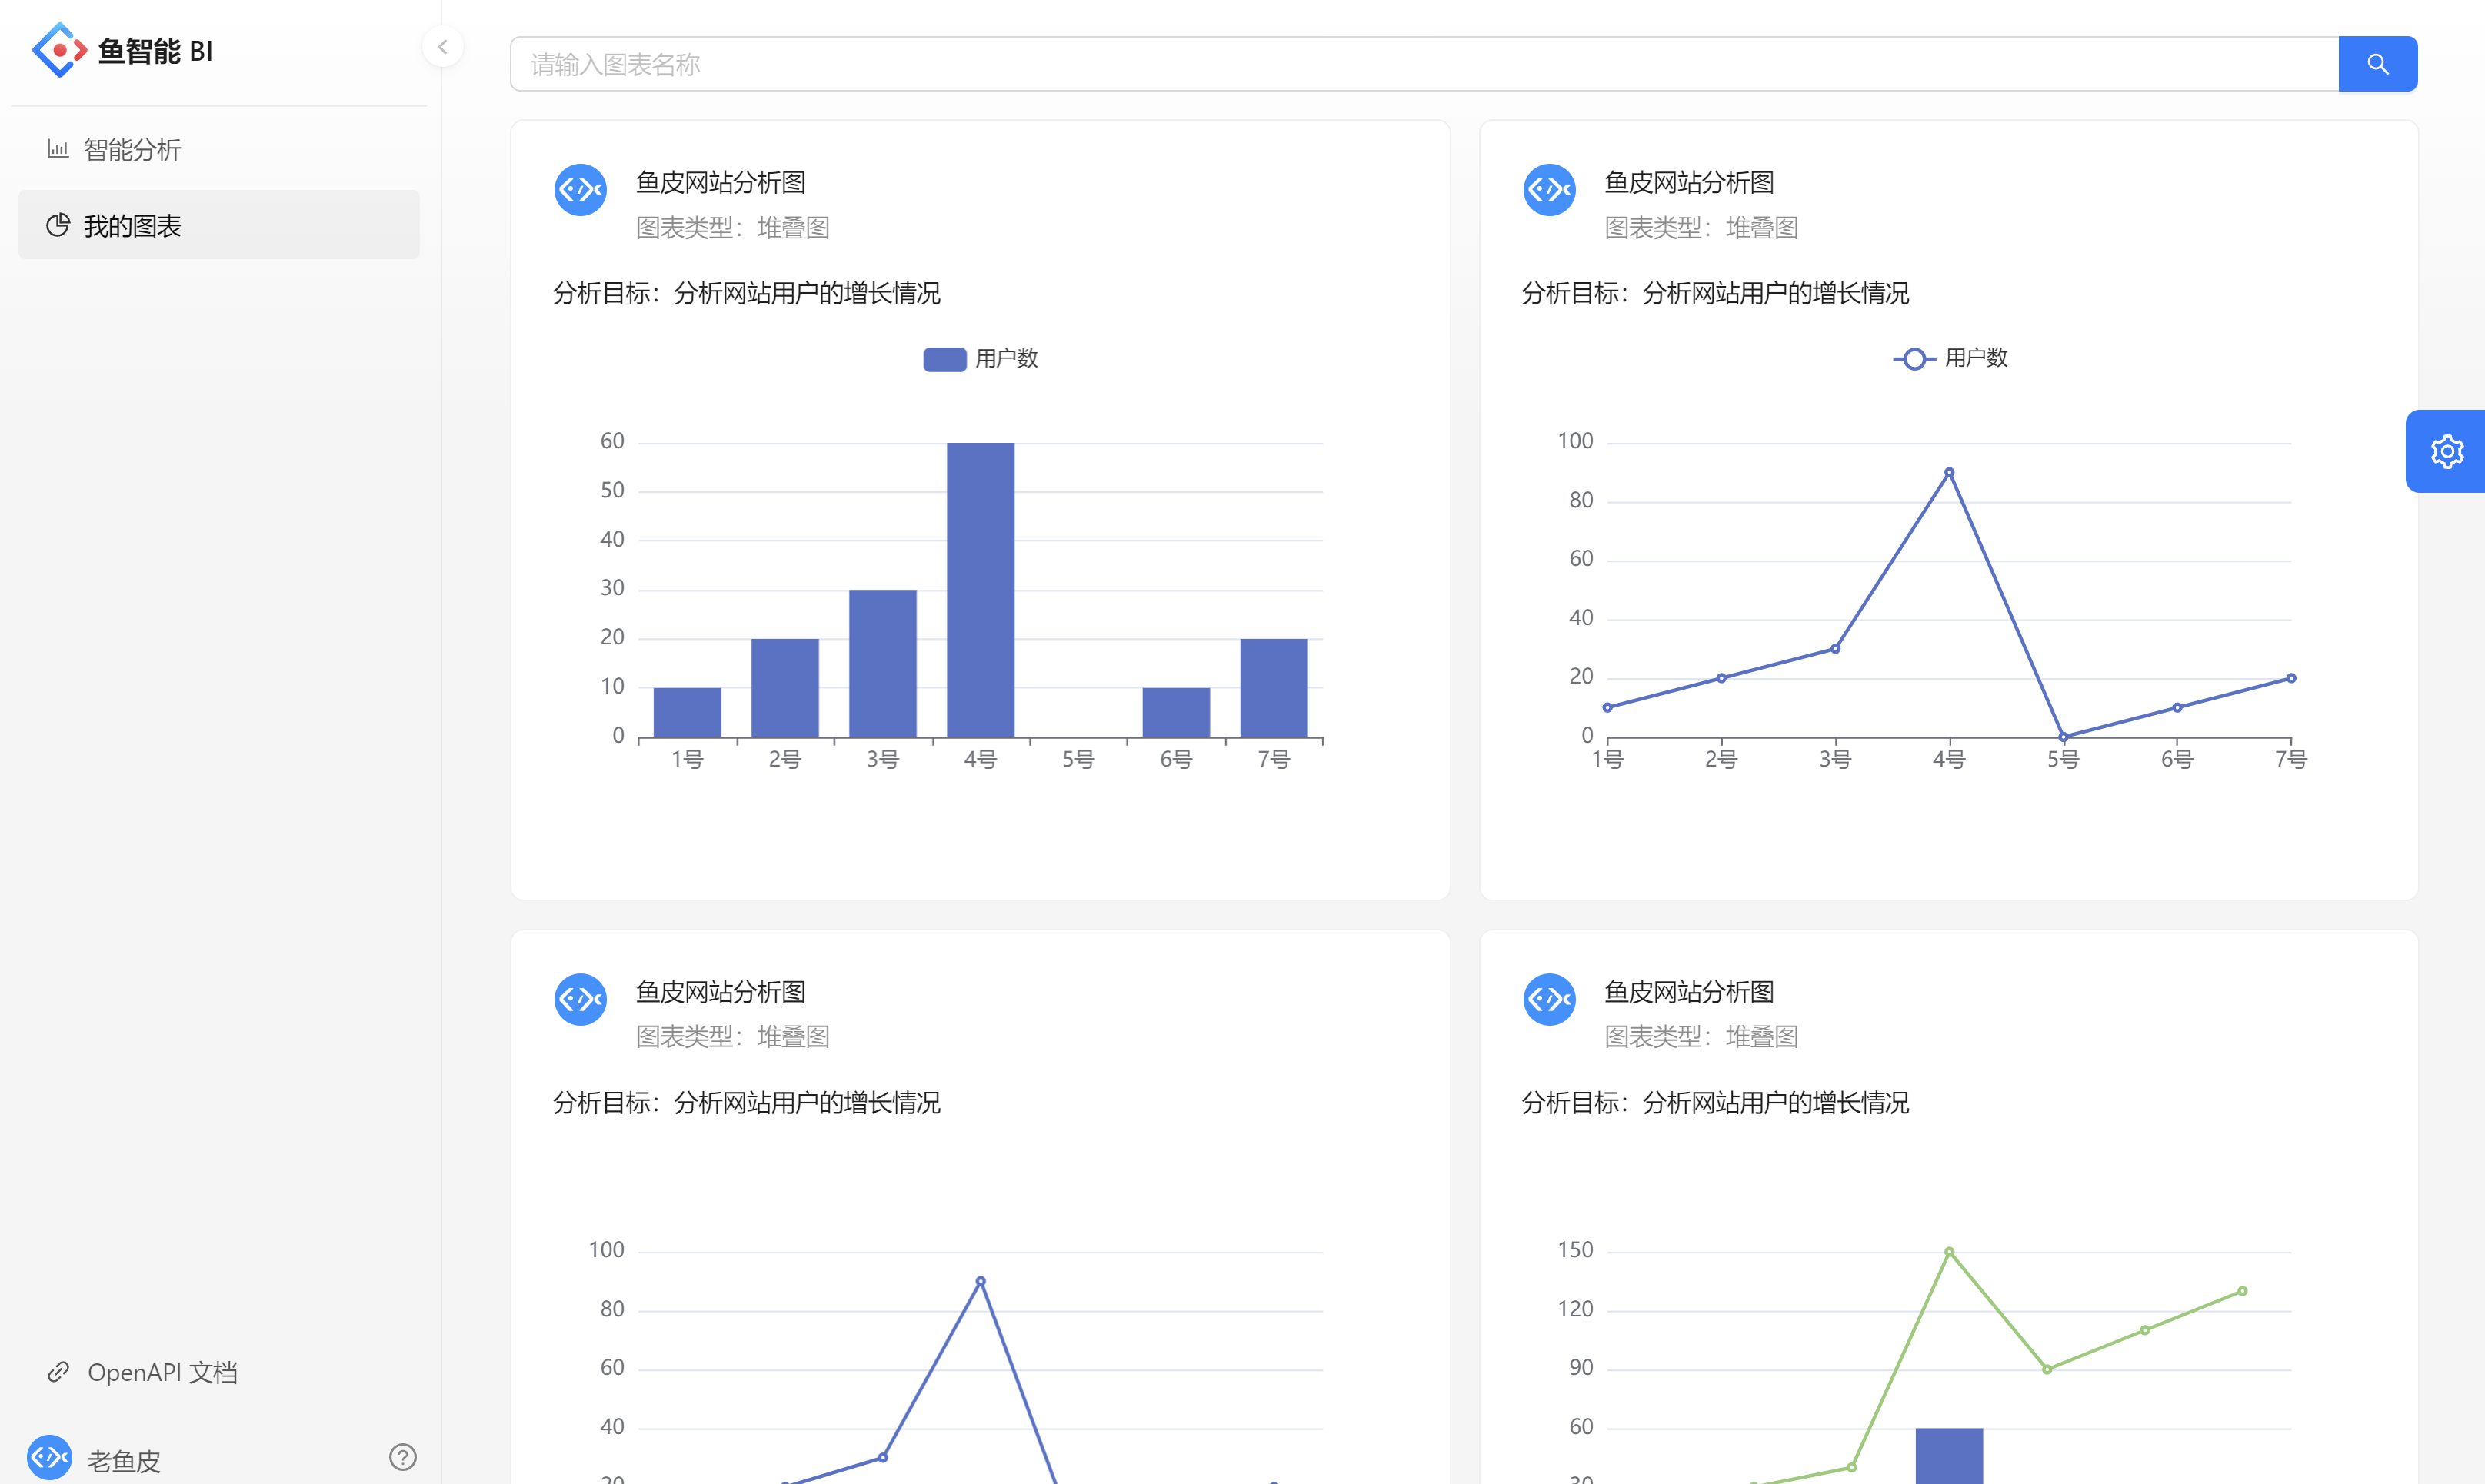 鱼智能 BI
智能分析
我的图表
OpenAPI 文档
老鱼皮
请输入图表名称
鱼皮网站分析图
图表类型：堆叠图
分析目标：分析网站用户的增长情况
用户数
60
50
40
30
20
10
0
1号 2号 3号 4号 5号 6号 7号
鱼皮网站分析图
图表类型：堆叠图
分析目标：分析网站用户的增长情况
用户数
100
80
60
40
20
0
1号 2号 3号 4号 5号 6号 7号
鱼皮网站分析图
图表类型：堆叠图
分析目标：分析网站用户的增长情况
100
80
60
40
20
鱼皮网站分析图
图表类型：堆叠图
分析目标：分析网站用户的增长情况
150
120
90
60
30